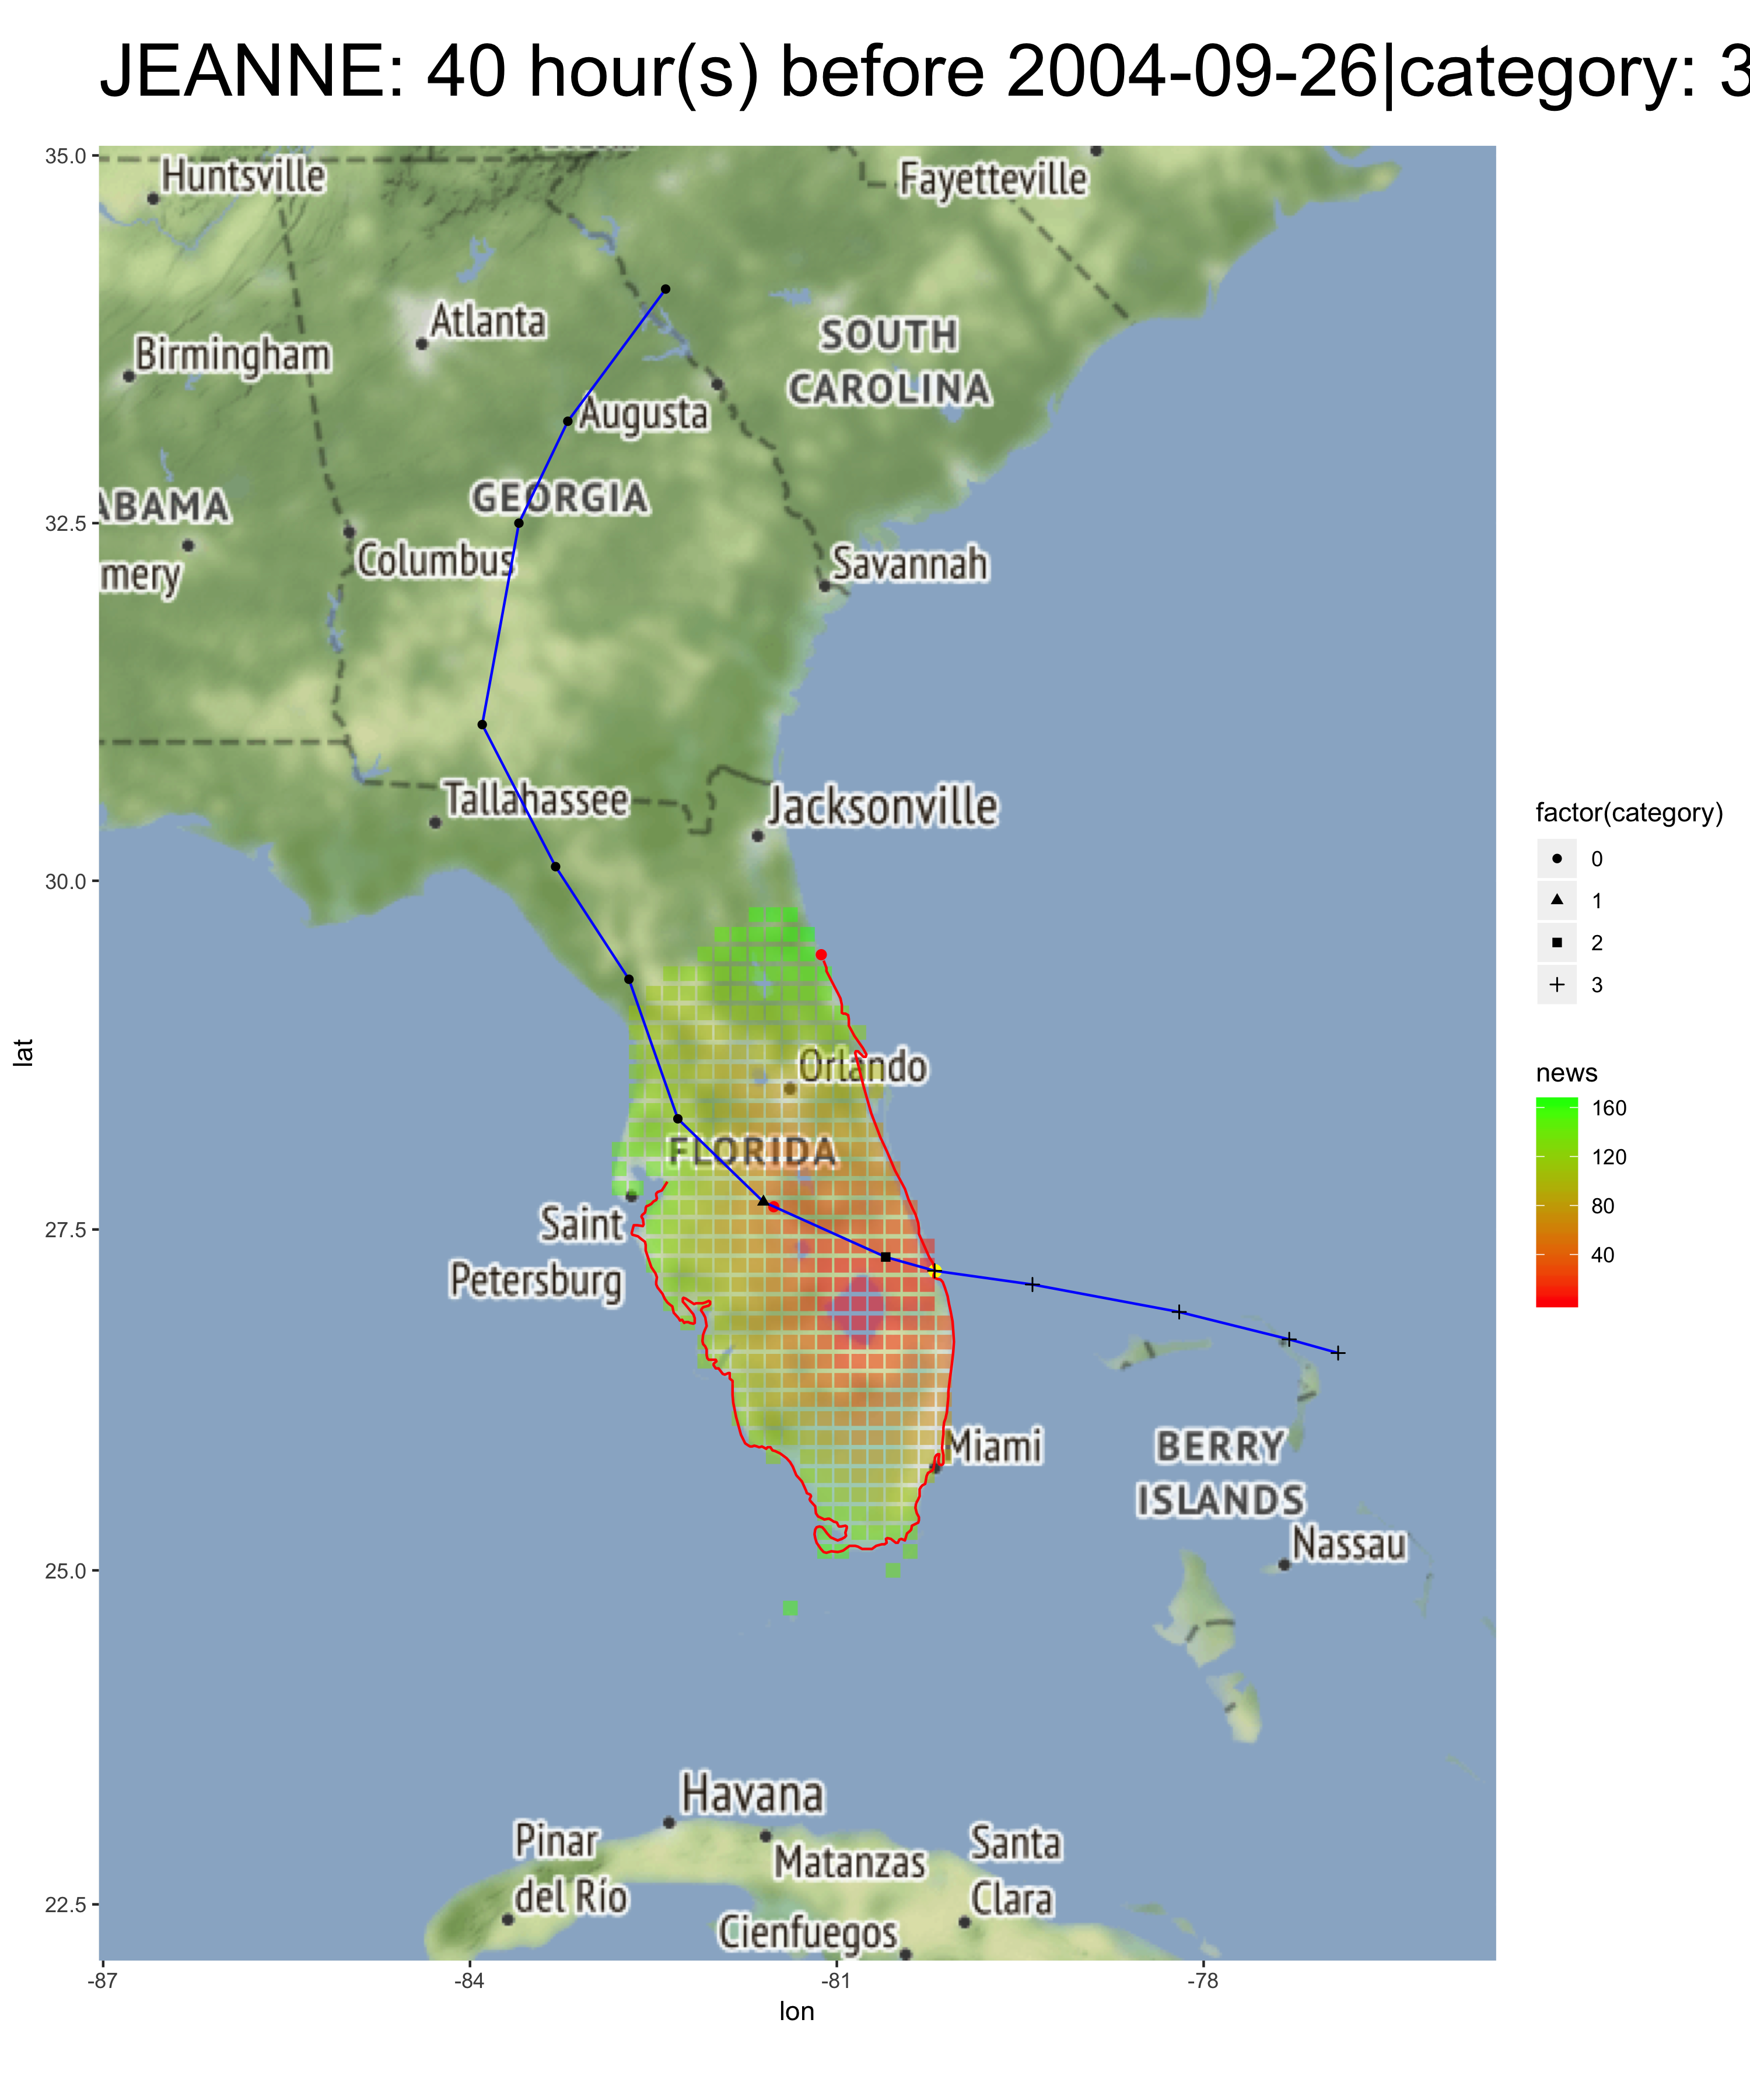 JEANNE: 40 hour(s) before 2004-09-26|category: 3
35.0
32.5
30.0
27.5
25.0
22.5
lat
-87
-84
-81
-78
lon
Huntsville
Fayetteville
Atlanta
Birmingham
SOUTH
CAROLINA
Augusta
GEORGIA
ABAMA
Columbus
mery
Savannah
Tallahassee
Jacksonville
Orlando
FLORIDA
Saint
Petersburg
Miami
BERRY
ISLANDS
Nassau
Havana
Pinar
del Río
Matanzas
Santa
Clara
Cienfuegos
factor(category)
0
1
2
3
news
160
120
80
40